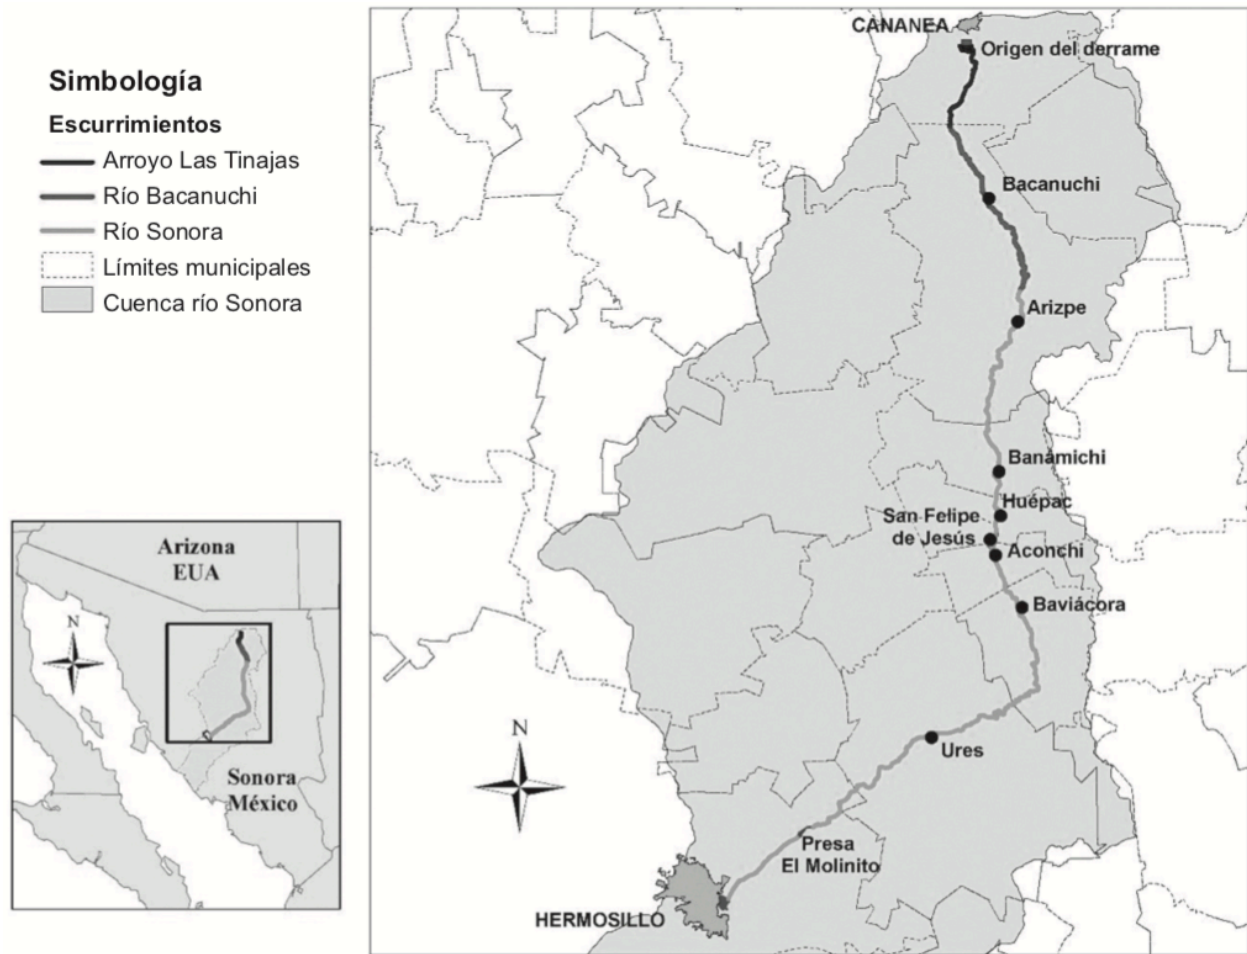 Simbología
Escurrimientos
Arroyo Las Tinajas
Río Bacanuchi
Río Sonora
Límites municipales
Cuenca río Sonora
Arizona
EUA
N
Sonora
México
CANANEA
Origen del derrame
Bacanuchi
Arizpe
Banámichi
Huépac
San Felipe
de Jesús
Aconchi
Baviácora
N
Ures
Presa
El Molinito
HERMOSILLO